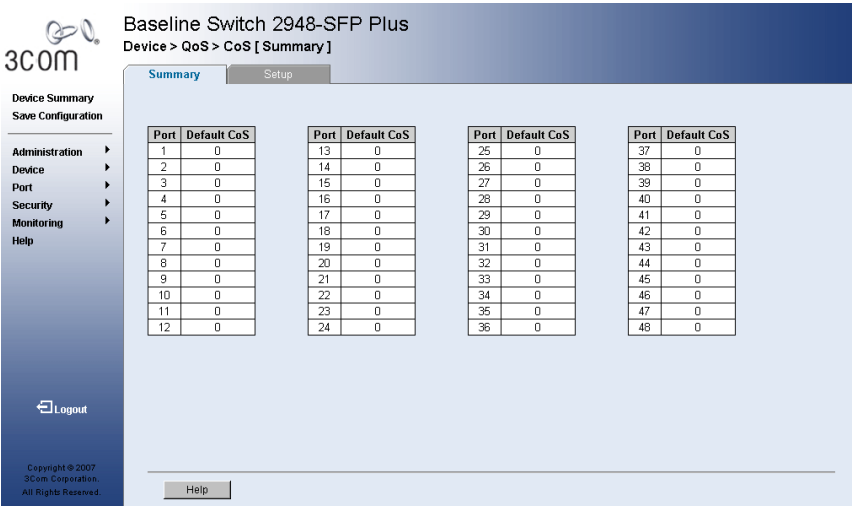 3COM
Baseline Switch 2948-SFP Plus
Device > QoS > CoS [ Summary ]
Summary Setup
Device Summary
Save Configuration
Administration
Device
Port
Security
Monitoring
Help
Port Default CoS Port Default CoS Port Default CoS Port Default CoS
1 0 13 0 25 0 37 0
2 0 14 0 26 0 38 0
3 0 15 0 27 0 39 0
4 0 16 0 28 0 40 0
5 0 17 0 29 0 41 0
6 0 18 0 30 0 42 0
7 0 19 0 31 0 43 0
8 0 20 0 32 0 44 0
9 0 21 0 33 0 45 0
10 0 22 0 34 0 46 0
11 0 23 0 35 0 47 0
12 0 24 0 36 0 48 0
Logout
Copyright © 2007
3Com Corporation.
All Rights Reserved.
Help